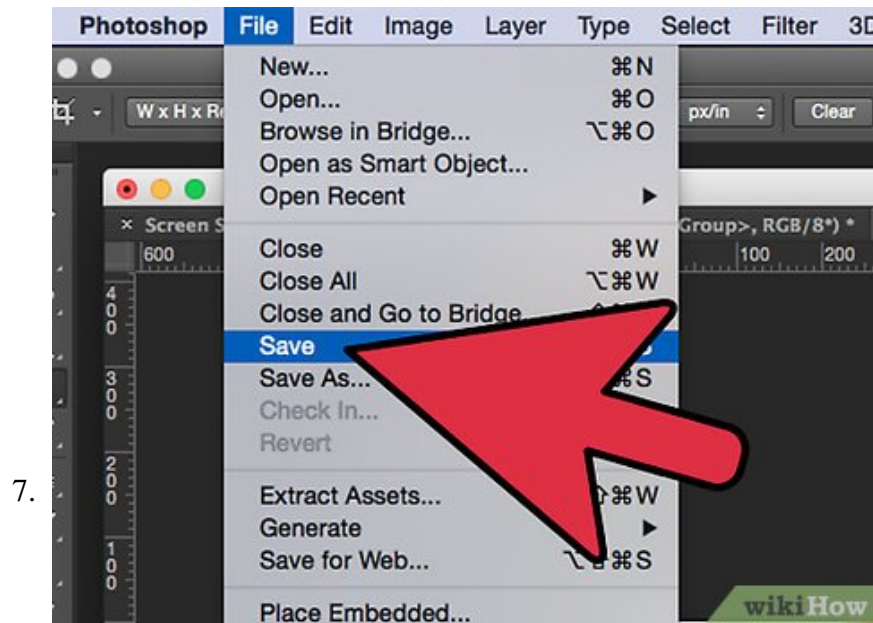 Photoshop File Edit Image Layer Type Select Filter 3D
W x H x Re px/in Clear
New... ⌘N
Open... ⌘O
Browse in Bridge... ⌥⌘O
Open as Smart Object...
Open Recent
× Screen S Group>, RGB/8*) *
600 100 200
Close ⌘W
Close All ⌥⌘W
Close and Go to Bridge...
400
Save
Save As... ⌘S
300
Check In...
Revert
200
7.
Extract Assets... ⌘W
Generate
Save for Web... ⌘S
100
Place Embedded...
wikiHow